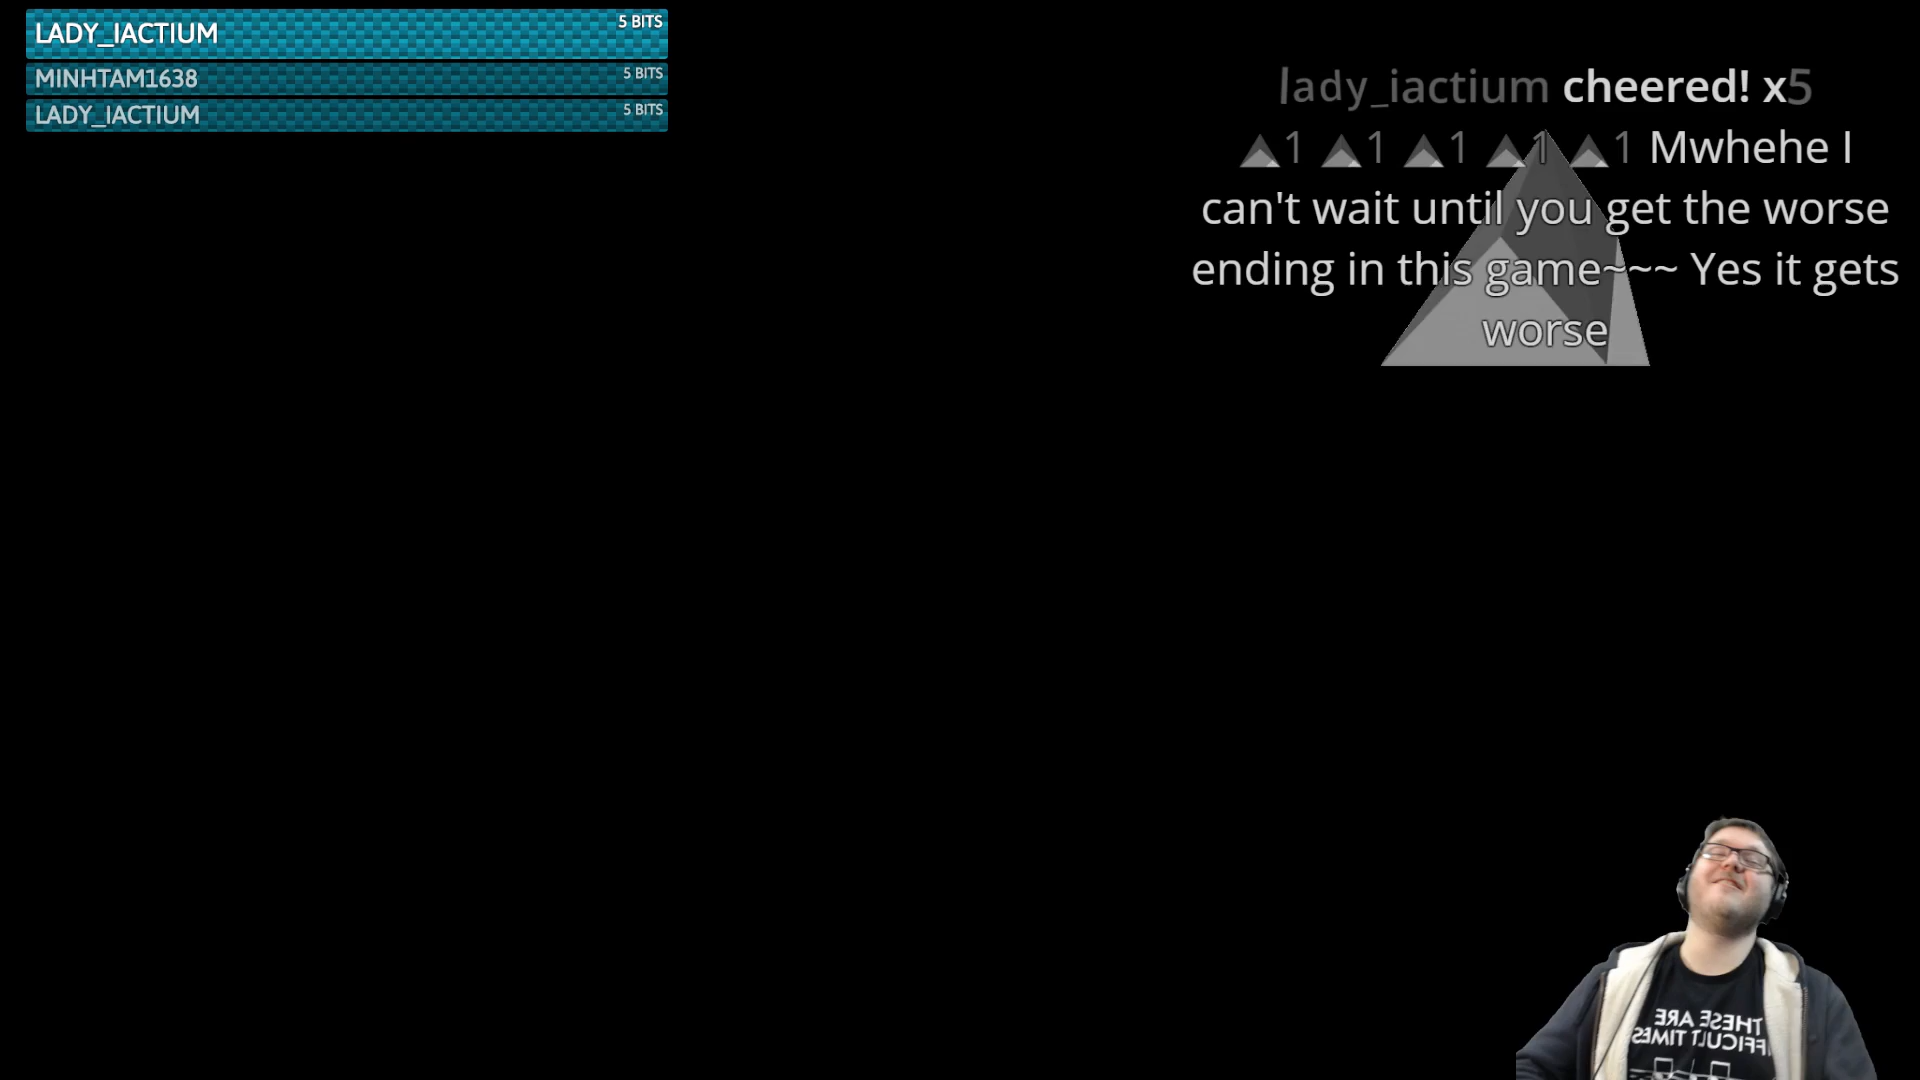 LADY_IACTIUM 5 BITS
MINHTAM1638 5 BITS
LADY_IACTIUM 5 BITS
lady_iactium cheered! x5
1 1 1 1 1 Mwhehe I
can't wait until you get the worse
ending in this game~~~ Yes it gets
worse
THESE ARE
DIFFICULT TIMES